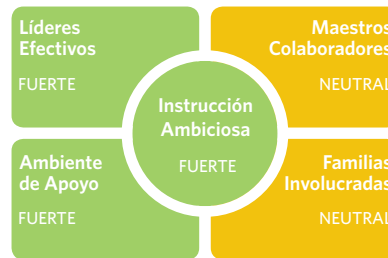 Líderes
Efectivos
FUERTE
Maestros
Colaboradores
NEUTRAL
Instrucción
Ambiciosa
FUERTE
Ambiente
de Apoyo
FUERTE
Familias
Involucradas
NEUTRAL